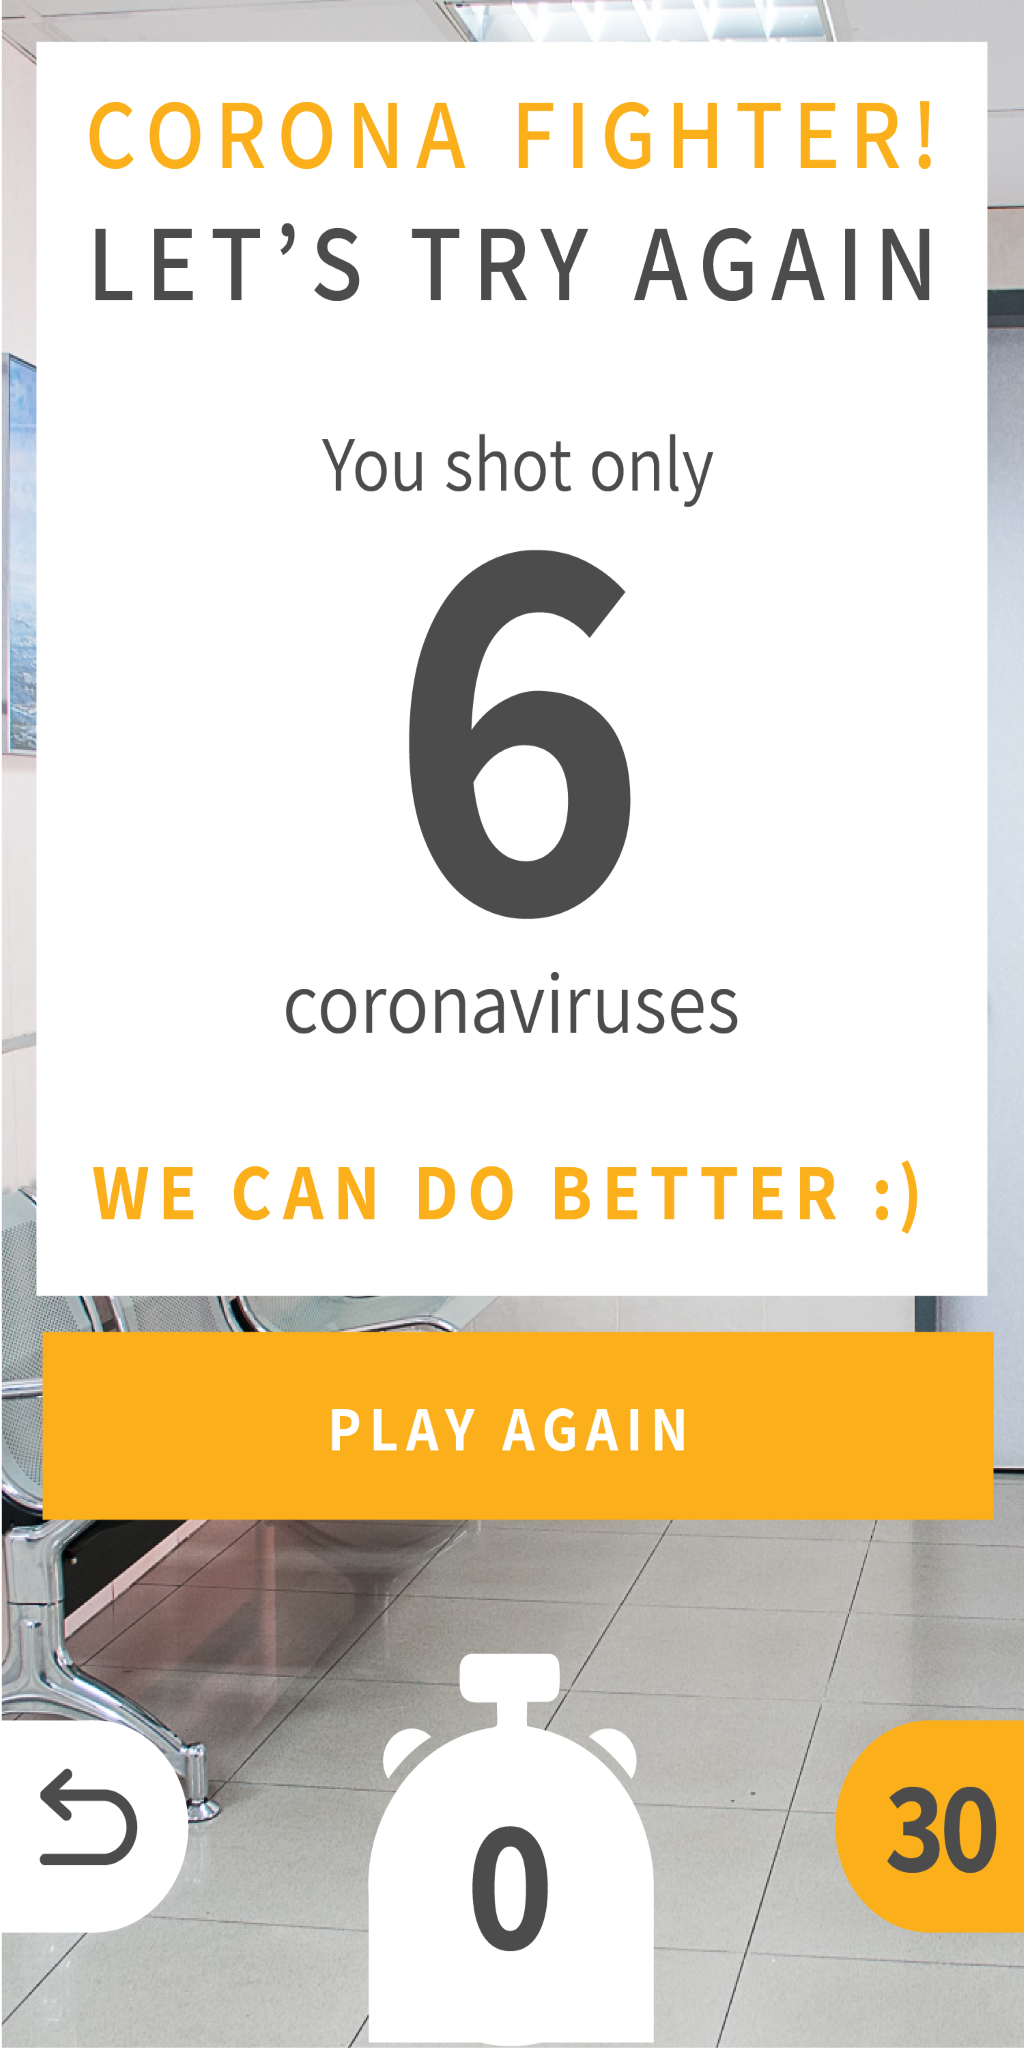 CORONA FIGHTER!
LET’S TRY AGAIN
You shot only
6
coronaviruses
WE CAN DO BETTER :)
PLAY AGAIN
0
30